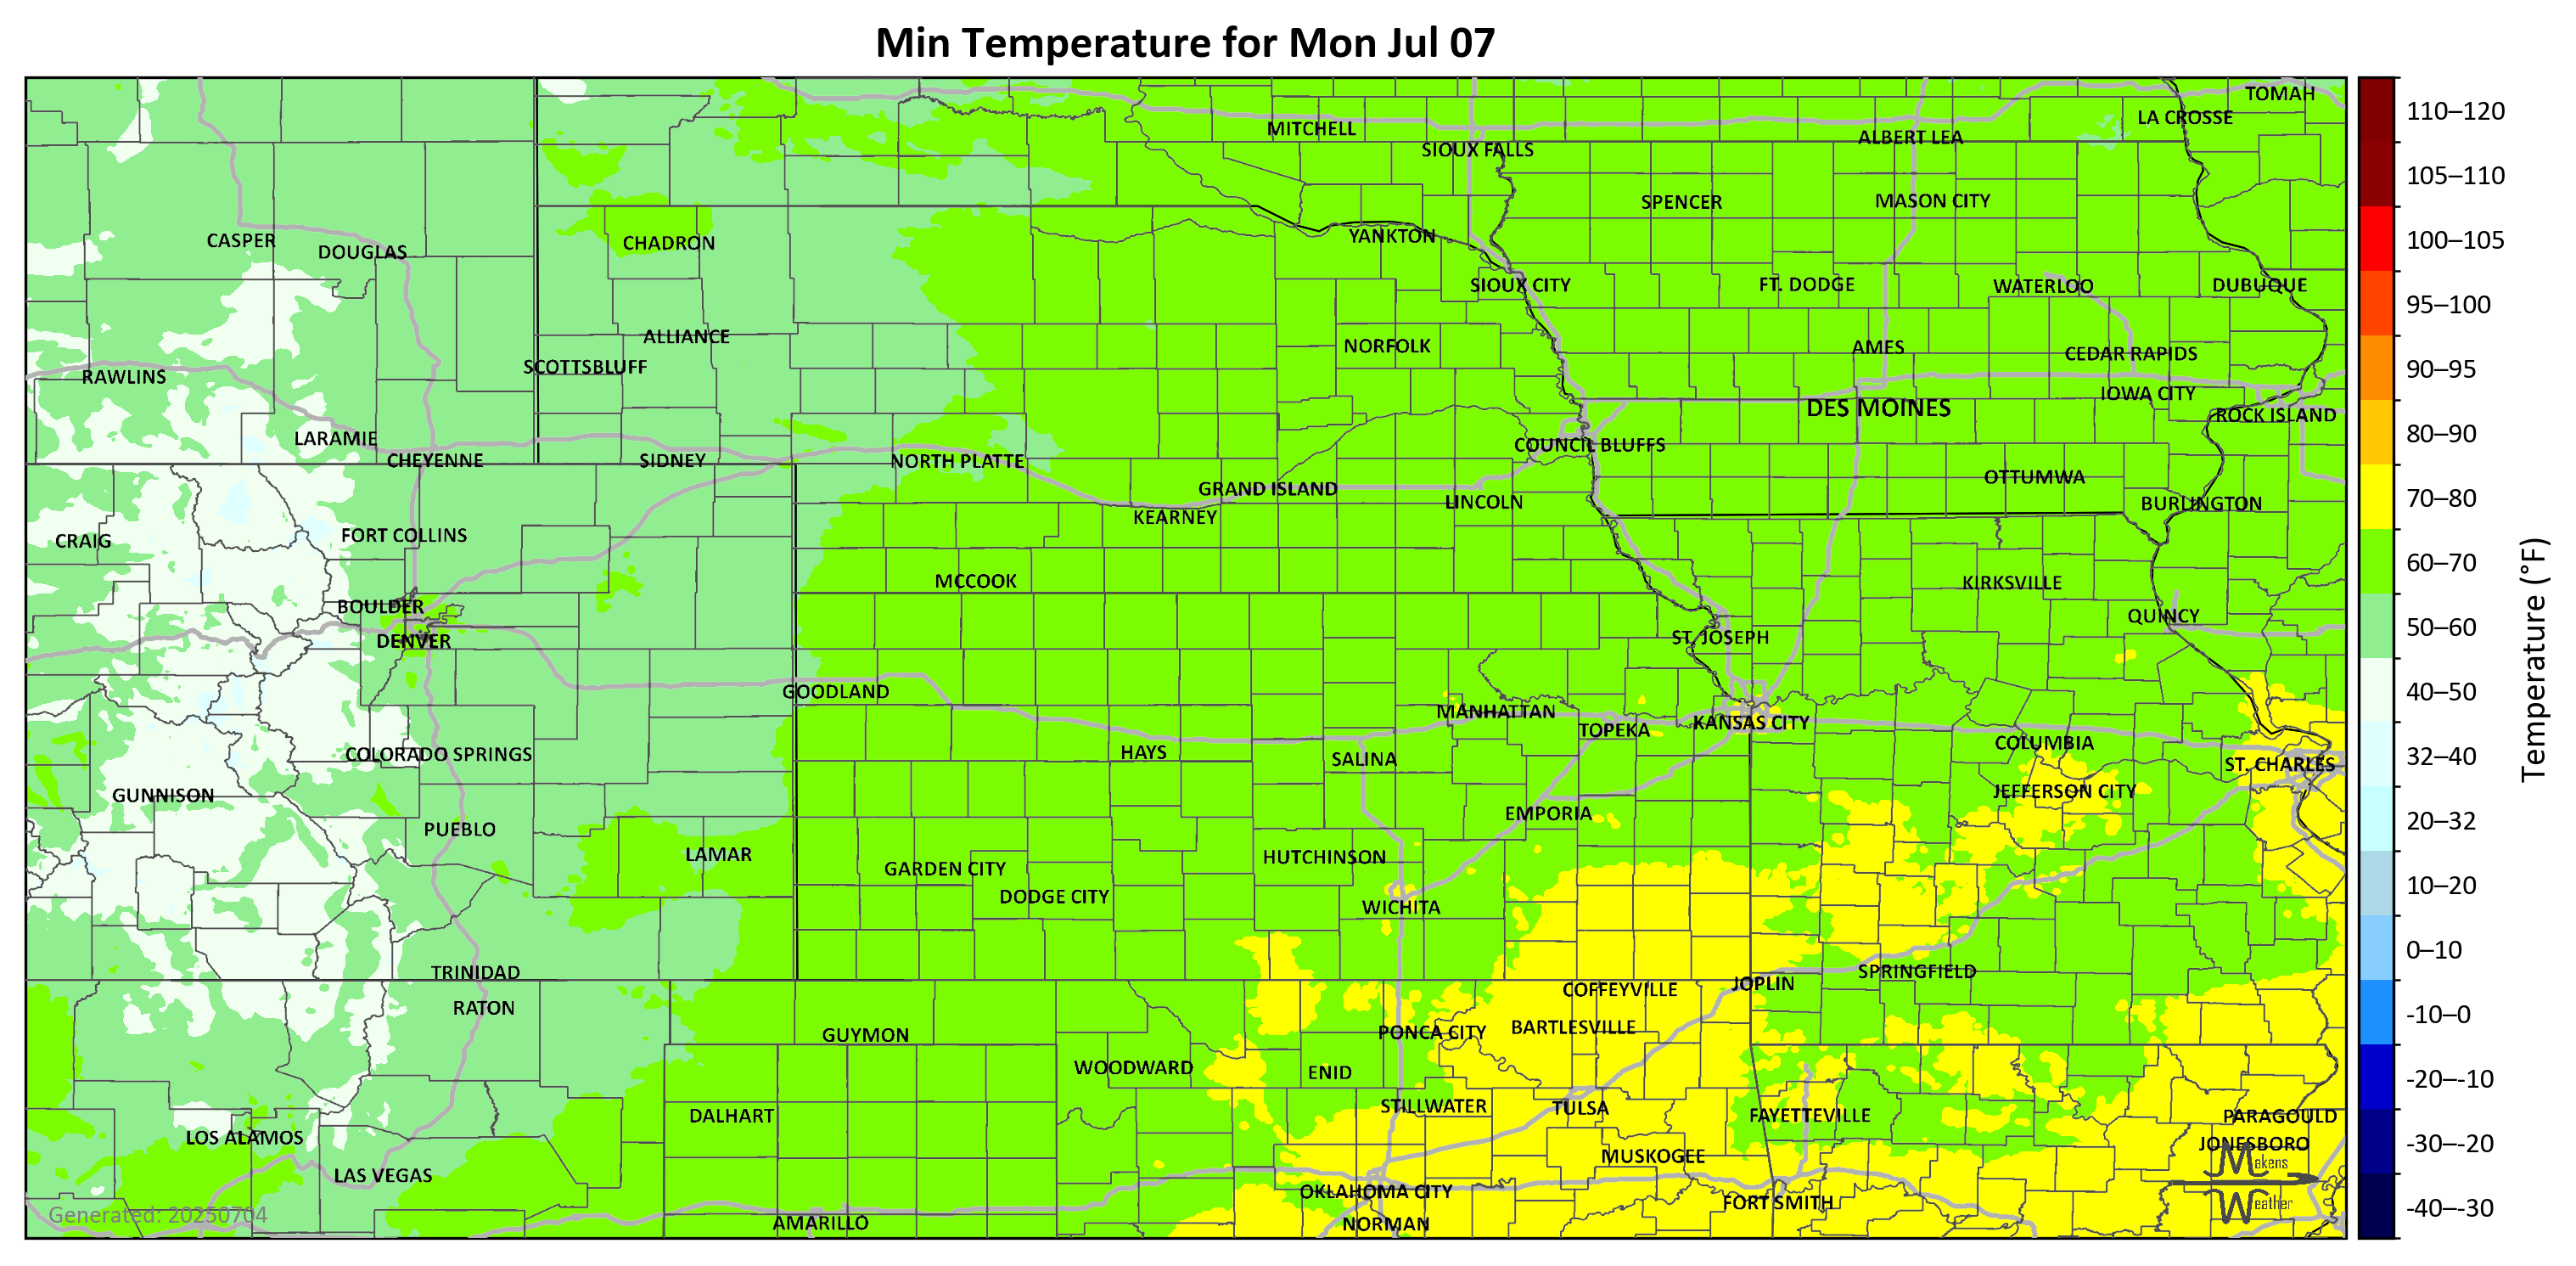 Min Temperature for Mon Jul 07
TOMAH
LA CROSSE
MITCHELL
ALBERT LEA
SIOUX FALLS
SPENCER
MASON CITY
CASPER
DOUGLAS
CHADRON
YANKTON
SIOUX CITY
FT. DODGE
WATERLOO
DUBUQUE
ALLIANCE
NORFOLK
AMES
CEDAR RAPIDS
RAWLINS
SCOTTSBLUFF
IOWA CITY
DES MOINES
ROCK ISLAND
LARAMIE
COUNCIL BLUFFS
CHEYENNE
SIDNEY
NORTH PLATTE
OTTUMWA
GRAND ISLAND
LINCOLN
BURLINGTON
KEARNEY
CRAIG
FORT COLLINS
MCCOOK
KIRKSVILLE
BOULDER
QUINCY
DENVER
ST. JOSEPH
GOODLAND
MANHATTAN
TOPEKA
KANSAS CITY
COLORADO SPRINGS
HAYS
SALINA
COLUMBIA
ST. CHARLES
GUNNISON
JEFFERSON CITY
PUEBLO
EMPORIA
LAMAR
GARDEN CITY
HUTCHINSON
DODGE CITY
WICHITA
TRINIDAD
SPRINGFIELD
JOPLIN
COFFEYVILLE
RATON
GUYMON
PONCA CITY
BARTLESVILLE
WOODWARD
ENID
DALHART
STILLWATER
TULSA
FAYETTEVILLE
PARAGOULD
LOS ALAMOS
JONESBORO
LAS VEGAS
MUSKOGEE
OKLAHOMA CITY
FORT SMITH
AMARILLO
NORMAN
Generated: 20250704
Makens
Weather
110–120
105–110
100–105
95–100
90–95
80–90
70–80
60–70
50–60
40–50
32–40
20–32
10–20
0–10
-10–0
-20–-10
-30–-20
-40–-30
Temperature (°F)